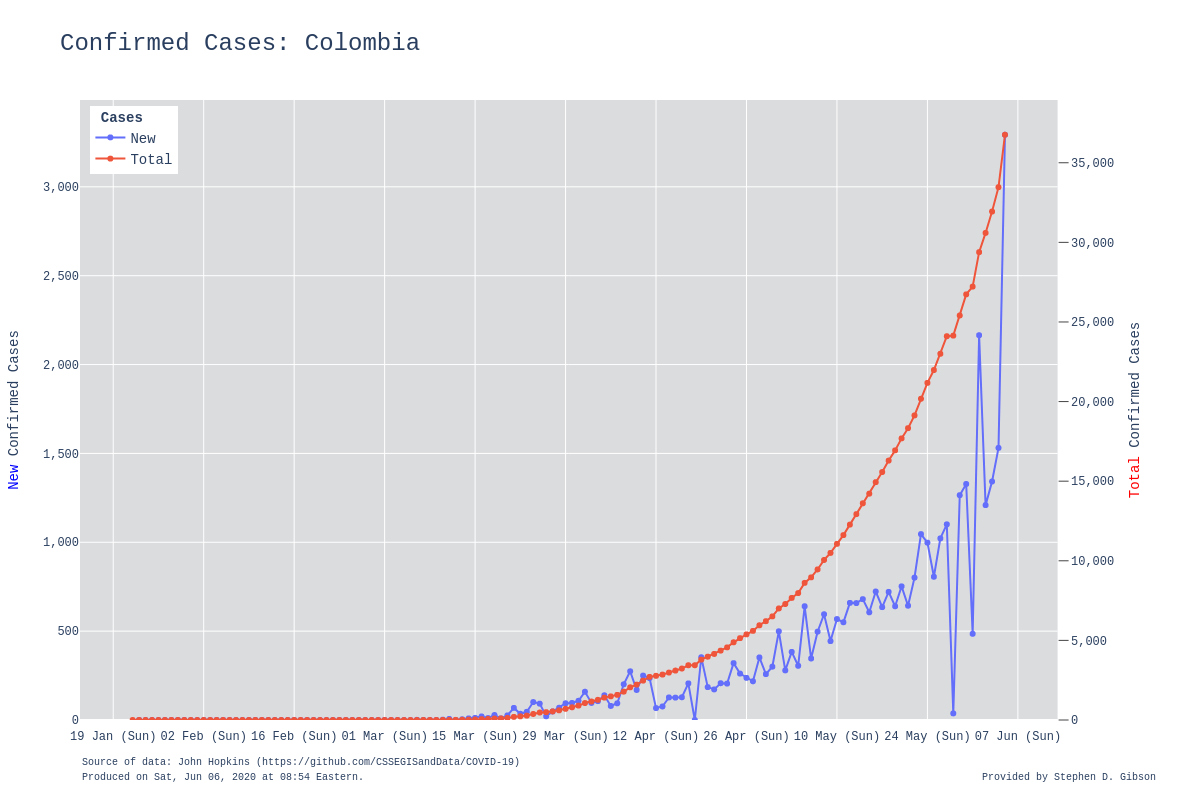 Confirmed Cases: Colombia
Cases
New
Total
3,000
2,500
2,000
1,500
1,000
500
0
New Confirmed Cases
35,000
30,000
25,000
20,000
15,000
10,000
5,000
0
Total Confirmed Cases
19 Jan (Sun) 02 Feb (Sun) 16 Feb (Sun) 01 Mar (Sun) 15 Mar (Sun) 29 Mar (Sun) 12 Apr (Sun) 26 Apr (Sun) 10 May (Sun) 24 May (Sun) 07 Jun (Sun)
Source of data: John Hopkins (https://github.com/CSSEGISandData/COVID-19)
Produced on Sat, Jun 06, 2020 at 08:54 Eastern.
Provided by Stephen D. Gibson